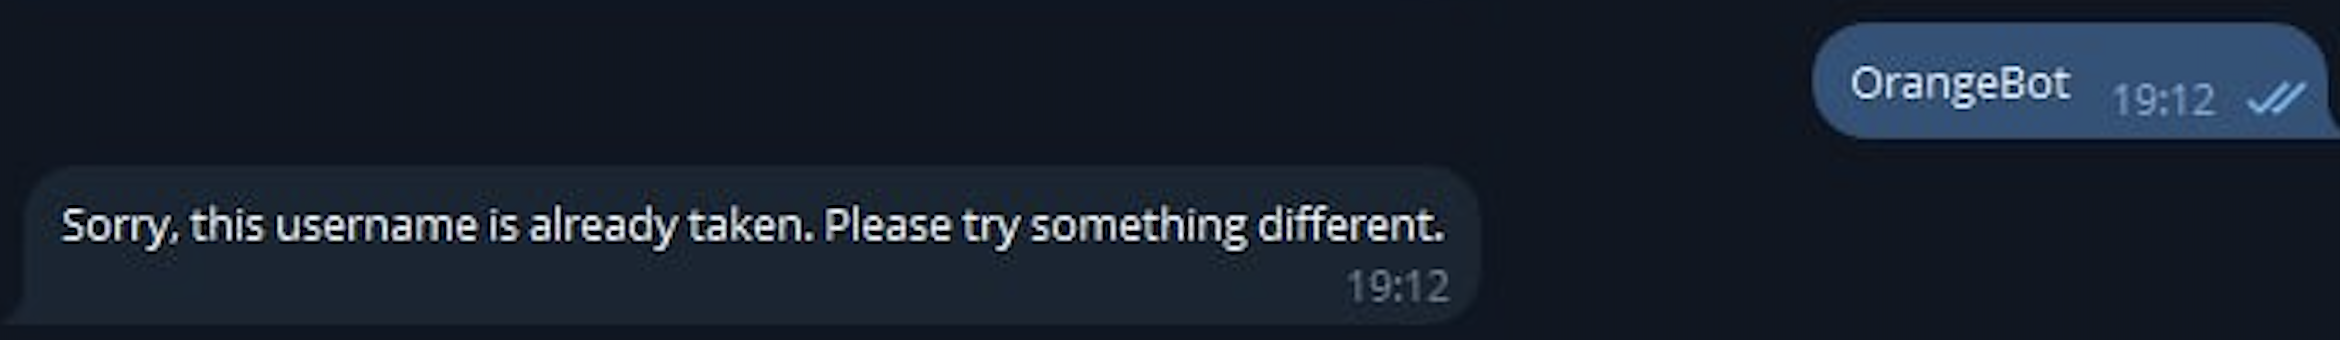 OrangeBot 19:12
Sorry, this username is already taken. Please try something different.
19:12